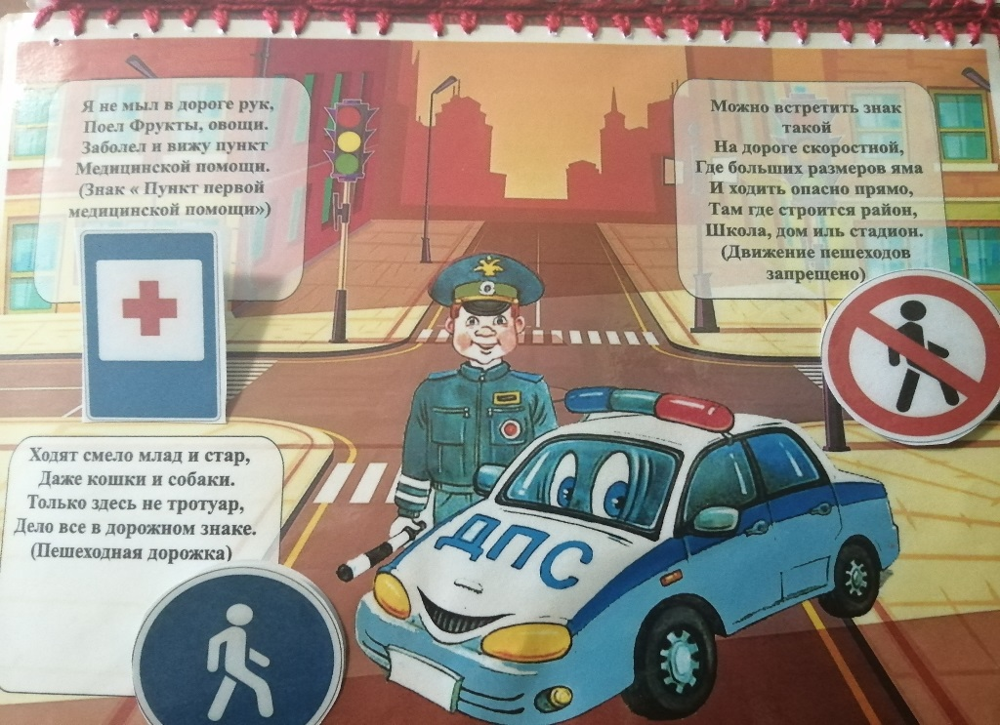 Я не мыл в дороге рук,
Поел Фрукты, овощи.
Заболел и вижу пункт
Медицинской помощи.
(Знак « Пункт первой
медицинской помощи»)
Можно встретить знак
такой
На дороге скоростной,
Где больших размеров яма
И ходить опасно прямо,
Там где строится район,
Школа, дом иль стадион.
(Движение пешеходов
запрещено)
Ходят смело млад и стар,
Даже кошки и собаки.
Только здесь не тротуар,
Дело все в дорожном знаке.
(Пешеходная дорожка)
ДПС